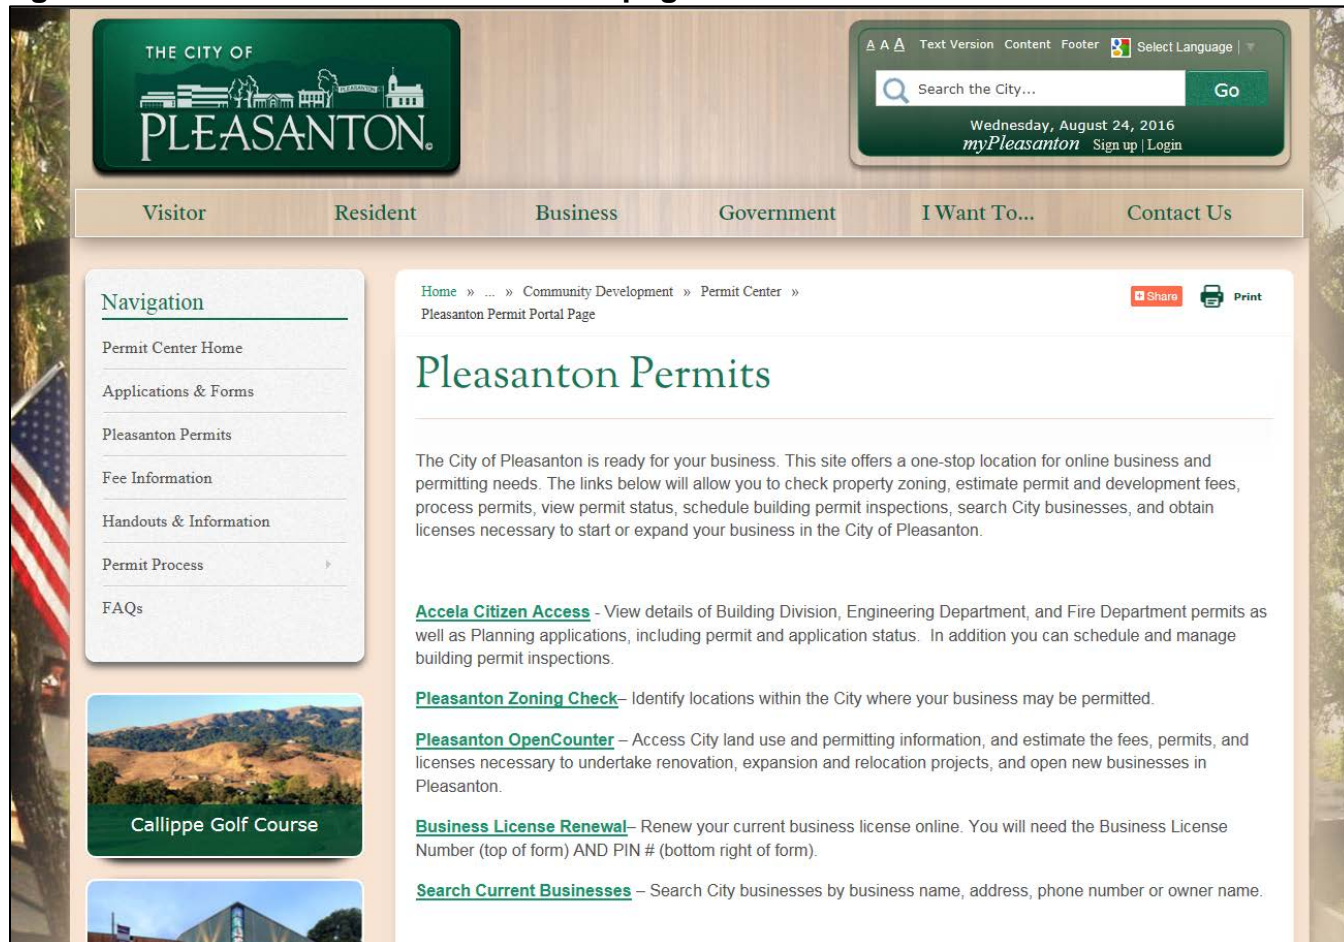 THE CITY OF
PLEASANTON
PLEASANTON.
A A A Text Version Content Footer Select Language
Search the City... Go
Wednesday, August 24, 2016
myPleasanton Sign up | Login
Visitor Resident Business Government I Want To... Contact Us
Navigation
Permit Center Home
Applications & Forms
Pleasanton Permits
Fee Information
Handouts & Information
Permit Process
FAQs
Callippe Golf Course
Home » ... » Community Development » Permit Center »
Pleasanton Permit Portal Page
Share Print
Pleasanton Permits
The City of Pleasanton is ready for your business. This site offers a one-stop location for online business and
permitting needs. The links below will allow you to check property zoning, estimate permit and development fees,
process permits, view permit status, schedule building permit inspections, search City businesses, and obtain
licenses necessary to start or expand your business in the City of Pleasanton.
Accela Citizen Access - View details of Building Division, Engineering Department, and Fire Department permits as
well as Planning applications, including permit and application status. In addition you can schedule and manage
building permit inspections.
Pleasanton Zoning Check– Identify locations within the City where your business may be permitted.
Pleasanton OpenCounter – Access City land use and permitting information, and estimate the fees, permits, and
licenses necessary to undertake renovation, expansion and relocation projects, and open new businesses in
Pleasanton.
Business License Renewal– Renew your current business license online. You will need the Business License
Number (top of form) AND PIN # (bottom right of form).
Search Current Businesses – Search City businesses by business name, address, phone number or owner name.